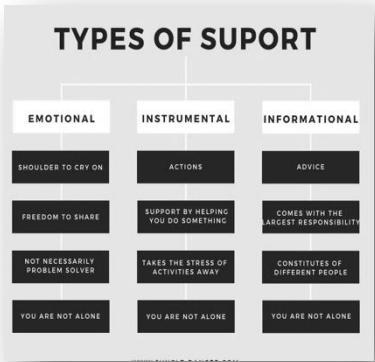 TYPES OF SUPORT
EMOTIONAL
INSTRUMENTAL
INFORMATIONAL
SHOULDER TO CRY ON
ACTIONS
ADVICE
FREEDOM TO SHARE
SUPPORT BY HELPING
YOU DO SOMETHING
COMES WITH THE
LARGEST RESPONSIBILITY
NOT NECESSARILY
PROBLEM SOLVER
TAKES THE STRESS OF
ACTIVITIES AWAY
CONSTITUTES OF
DIFFERENT PEOPLE
YOU ARE NOT ALONE
YOU ARE NOT ALONE
YOU ARE NOT ALONE